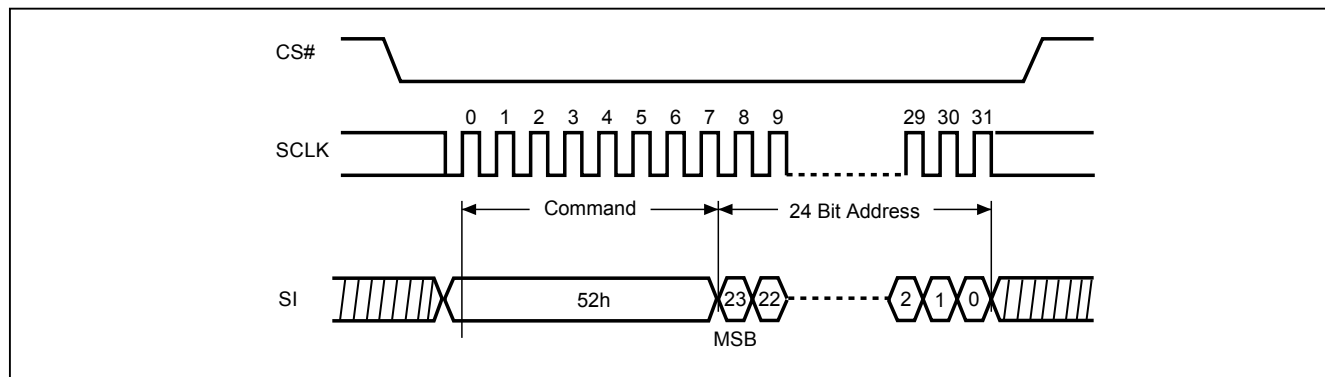 CS#
0 1 2 3 4 5 6 7 8 9 29 30 31
SCLK
Command 24 Bit Address
SI 52h 23 22 2 1 0
MSB